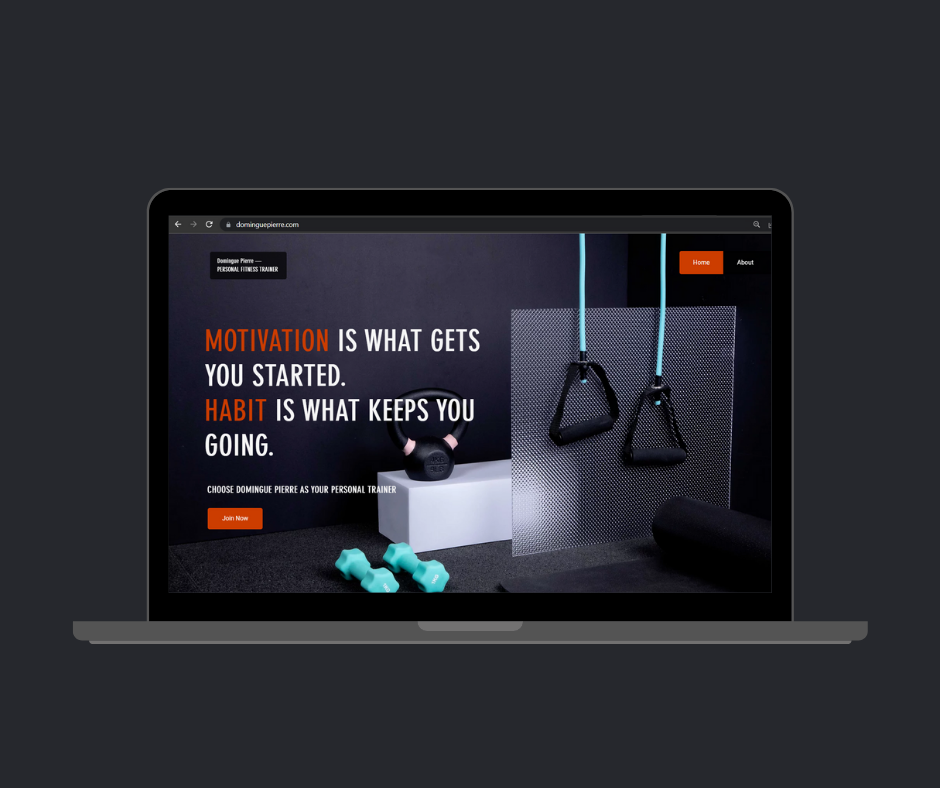 dominguepierre.com
Domingue Pierre —
PERSONAL FITNESS TRAINER
Home
About
MOTIVATION IS WHAT GETS
YOU STARTED.
HABIT IS WHAT KEEPS YOU
GOING.
CHOOSE DOMINGUE PIERRE AS YOUR PERSONAL TRAINER
Join Now